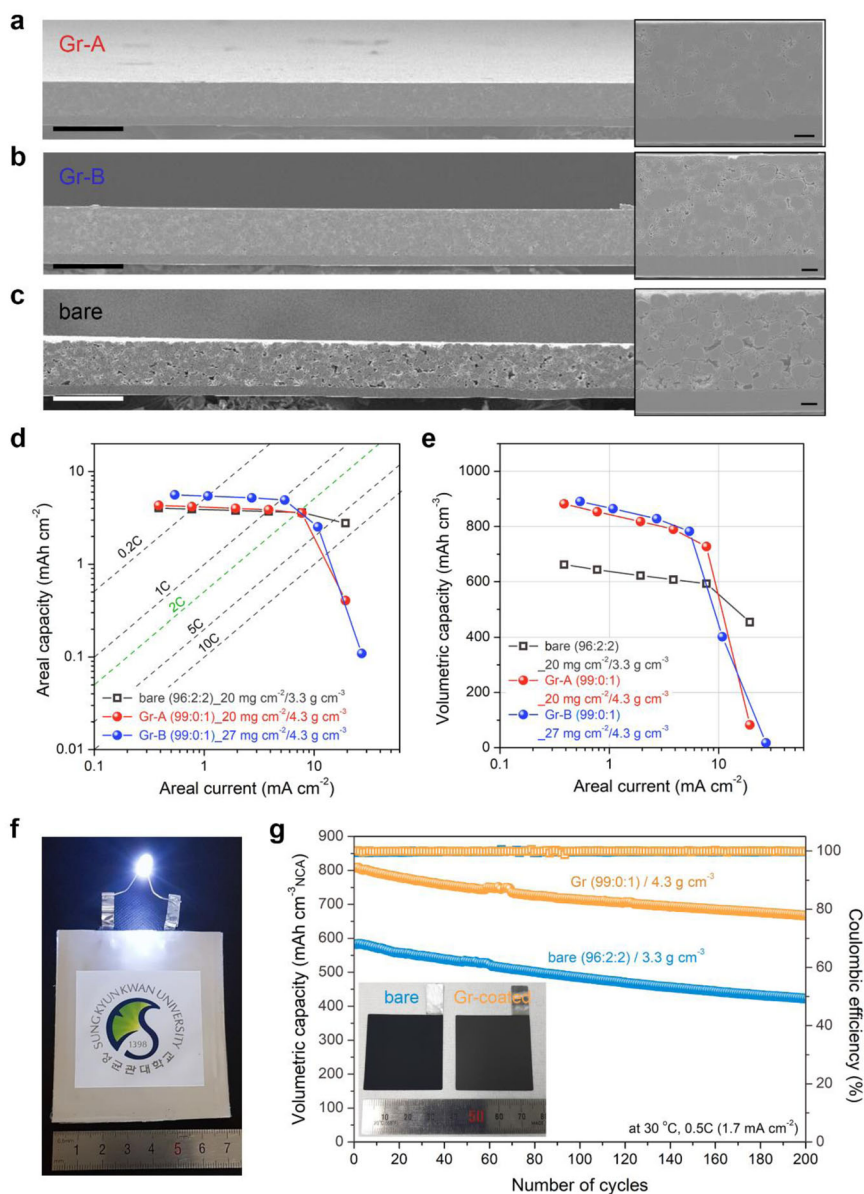 a
Gr-A
b
Gr-B
c
bare
d
Areal capacity (mAh cm⁻²)
10
1
0.1
0.01
0.2C
1C
2C
5C
10C
bare (96:2:2)_20 mg cm⁻²/3.3 g cm⁻³
Gr-A (99:0:1)_20 mg cm⁻²/4.3 g cm⁻³
Gr-B (99:0:1)_27 mg cm⁻²/4.3 g cm⁻³
0.1
1
10
Areal current (mA cm⁻²)
e
Volumetric capacity (mAh cm⁻³)
1000
800
600
400
200
0
bare (96:2:2)
_20 mg cm⁻²/3.3 g cm⁻³
Gr-A (99:0:1)
_20 mg cm⁻²/4.3 g cm⁻³
Gr-B (99:0:1)
_27 mg cm⁻²/4.3 g cm⁻³
0.1
1
10
Areal current (mA cm⁻²)
f
SUNGKYUNKWAN UNIVERSITY
1398
성균관대학교
1 2 3 4 5 6 7
g
Volumetric capacity (mAh cm⁻³NCA)
900
800
700
600
500
400
300
200
100
0
Gr (99:0:1) / 4.3 g cm⁻³
bare (96:2:2) / 3.3 g cm⁻³
bare
Gr-coated
50 60 70
at 30 °C, 0.5C (1.7 mA cm⁻²)
0 20 40 60 80 100 120 140 160 180 200
Number of cycles
100
80
60
40
20
0
Coulombic efficiency (%)